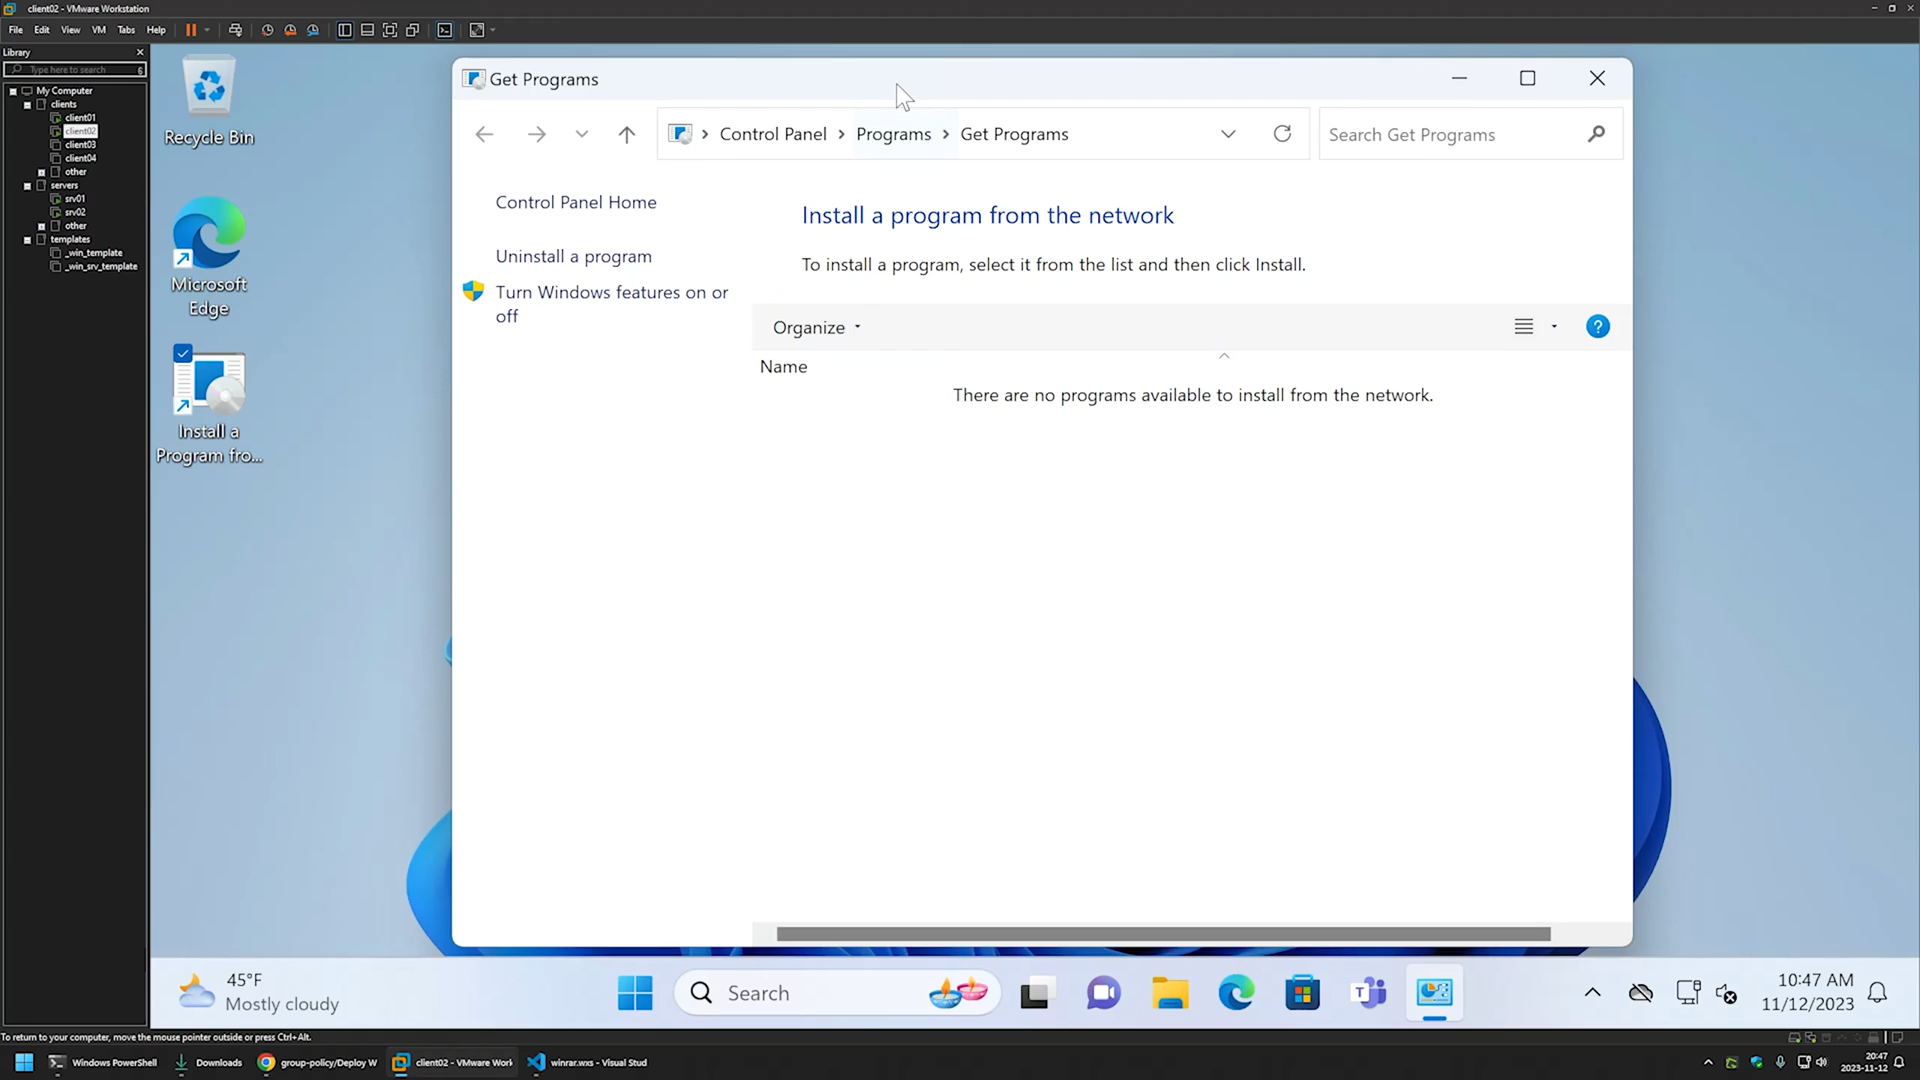 client02 - VMware Workstation
File Edit View VM Tabs Help
Library
Type here to search
My Computer
clients
client01
client02
client03
client04
other
servers
srv01
srv02
other
templates
_win_template
_win_srv_template
Recycle Bin
Microsoft
Edge
Install a
Program fro...
Get Programs
Control Panel
Programs
Get Programs
Search Get Programs
Control Panel Home
Uninstall a program
Turn Windows features on or
off
Install a program from the network
To install a program, select it from the list and then click Install.
Organize
?
Name
There are no programs available to install from the network.
45°F
Mostly cloudy
Search
10:47 AM
11/12/2023
To return to your computer, move the mouse pointer outside or press Ctrl+Alt.
Windows PowerShell
Downloads
group-policy/Deploy W
client02 - VMware Work
winrar.wxs - Visual Stud
20:47
2023-11-12